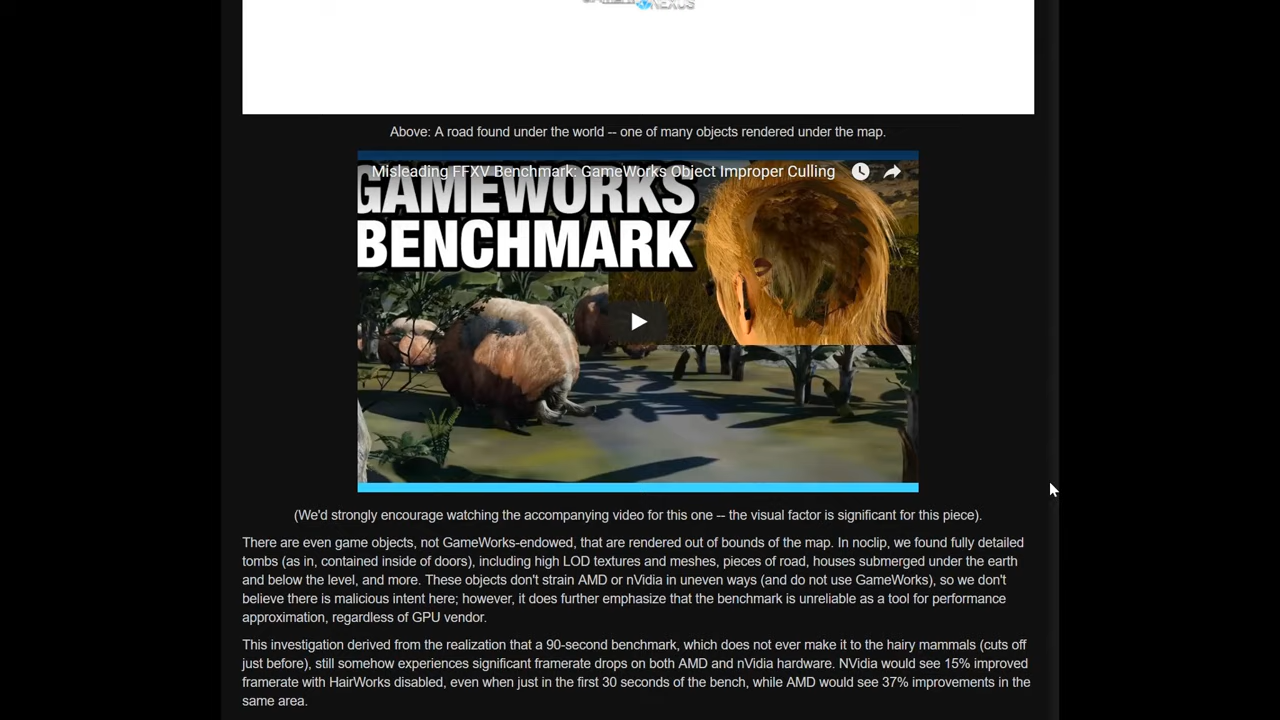 NEXUS
Above: A road found under the world -- one of many objects rendered under the map.
Misleading FFXV Benchmark: GameWorks Object Improper Culling
GAMEWORKS
BENCHMARK
(We'd strongly encourage watching the accompanying video for this one -- the visual factor is significant for this piece).
There are even game objects, not GameWorks-endowed, that are rendered out of bounds of the map. In noclip, we found fully detailed
tombs (as in, contained inside of doors), including high LOD textures and meshes, pieces of road, houses submerged under the earth
and below the level, and more. These objects don't strain AMD or nVidia in uneven ways (and do not use GameWorks), so we don't
believe there is malicious intent here; however, it does further emphasize that the benchmark is unreliable as a tool for performance
approximation, regardless of GPU vendor.
This investigation derived from the realization that a 90-second benchmark, which does not ever make it to the hairy mammals (cuts off
just before), still somehow experiences significant framerate drops on both AMD and nVidia hardware. NVidia would see 15% improved
framerate with HairWorks disabled, even when just in the first 30 seconds of the bench, while AMD would see 37% improvements in the
same area.